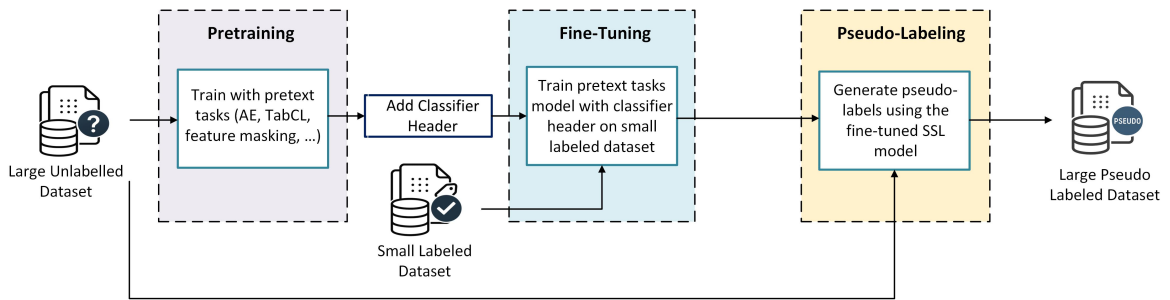 Pretraining
Train with pretext
tasks (AE, TabCL,
feature masking, ...)
Large Unlabelled
Dataset
?
Add Classifier
Header
Small Labeled
Dataset
Fine-Tuning
Train pretext tasks
model with classifier
header on small
labeled dataset
Pseudo-Labeling
Generate pseudo-
labels using the
fine-tuned SSL
model
PSEUDO
Large Pseudo
Labeled Dataset